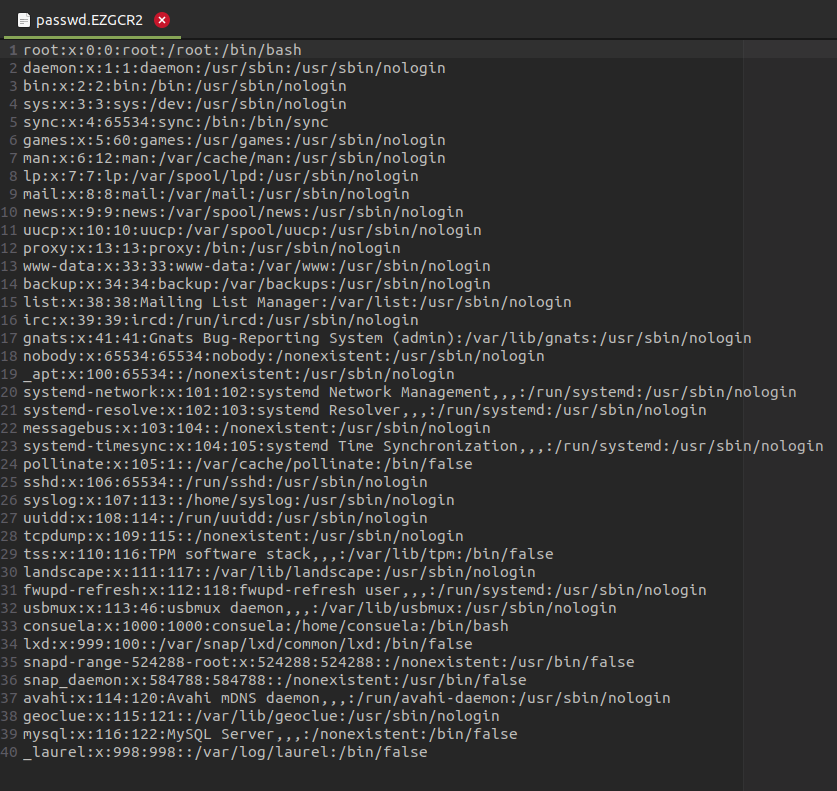 passwd.EZGCR2
1 root:x:0:0:root:/root:/bin/bash
2 daemon:x:1:1:daemon:/usr/sbin:/usr/sbin/nologin
3 bin:x:2:2:bin:/bin:/usr/sbin/nologin
4 sys:x:3:3:sys:/dev:/usr/sbin/nologin
5 sync:x:4:65534:sync:/bin:/bin/sync
6 games:x:5:60:games:/usr/games:/usr/sbin/nologin
7 man:x:6:12:man:/var/cache/man:/usr/sbin/nologin
8 lp:x:7:7:lp:/var/spool/lpd:/usr/sbin/nologin
9 mail:x:8:8:mail:/var/mail:/usr/sbin/nologin
10 news:x:9:9:news:/var/spool/news:/usr/sbin/nologin
11 uucp:x:10:10:uucp:/var/spool/uucp:/usr/sbin/nologin
12 proxy:x:13:13:proxy:/bin:/usr/sbin/nologin
13 www-data:x:33:33:www-data:/var/www:/usr/sbin/nologin
14 backup:x:34:34:backup:/var/backups:/usr/sbin/nologin
15 list:x:38:38:Mailing List Manager:/var/list:/usr/sbin/nologin
16 irc:x:39:39:ircd:/run/ircd:/usr/sbin/nologin
17 gnats:x:41:41:Gnats Bug-Reporting System (admin):/var/lib/gnats:/usr/sbin/nologin
18 nobody:x:65534:65534:nobody:/nonexistent:/usr/sbin/nologin
19 _apt:x:100:65534::/nonexistent:/usr/sbin/nologin
20 systemd-network:x:101:102:systemd Network Management,,,:/run/systemd:/usr/sbin/nologin
21 systemd-resolve:x:102:103:systemd Resolver,,,:/run/systemd:/usr/sbin/nologin
22 messagebus:x:103:104::/nonexistent:/usr/sbin/nologin
23 systemd-timesync:x:104:105:systemd Time Synchronization,,,:/run/systemd:/usr/sbin/nologin
24 pollinate:x:105:1::/var/cache/pollinate:/bin/false
25 sshd:x:106:65534::/run/sshd:/usr/sbin/nologin
26 syslog:x:107:113::/home/syslog:/usr/sbin/nologin
27 uuidd:x:108:114::/run/uuidd:/usr/sbin/nologin
28 tcpdump:x:109:115::/nonexistent:/usr/sbin/nologin
29 tss:x:110:116:TPM software stack,,,:/var/lib/tpm:/bin/false
30 landscape:x:111:117::/var/lib/landscape:/usr/sbin/nologin
31 fwupd-refresh:x:112:118:fwupd-refresh user,,,:/run/systemd:/usr/sbin/nologin
32 usbmux:x:113:46:usbmux daemon,,,:/var/lib/usbmux:/usr/sbin/nologin
33 consuela:x:1000:1000:consuela:/home/consuela:/bin/bash
34 lxd:x:999:100::/var/snap/lxd/common/lxd:/bin/false
35 snapd-range-524288-root:x:524288:524288::/nonexistent:/usr/bin/false
36 snap_daemon:x:584788:584788::/nonexistent:/usr/bin/false
37 avahi:x:114:120:Avahi mDNS daemon,,,:/run/avahi-daemon:/usr/sbin/nologin
38 geoclue:x:115:121::/var/lib/geoclue:/usr/sbin/nologin
39 mysql:x:116:122:MySQL Server,,,:/nonexistent:/bin/false
40 _laurel:x:998:998::/var/log/laurel:/bin/false